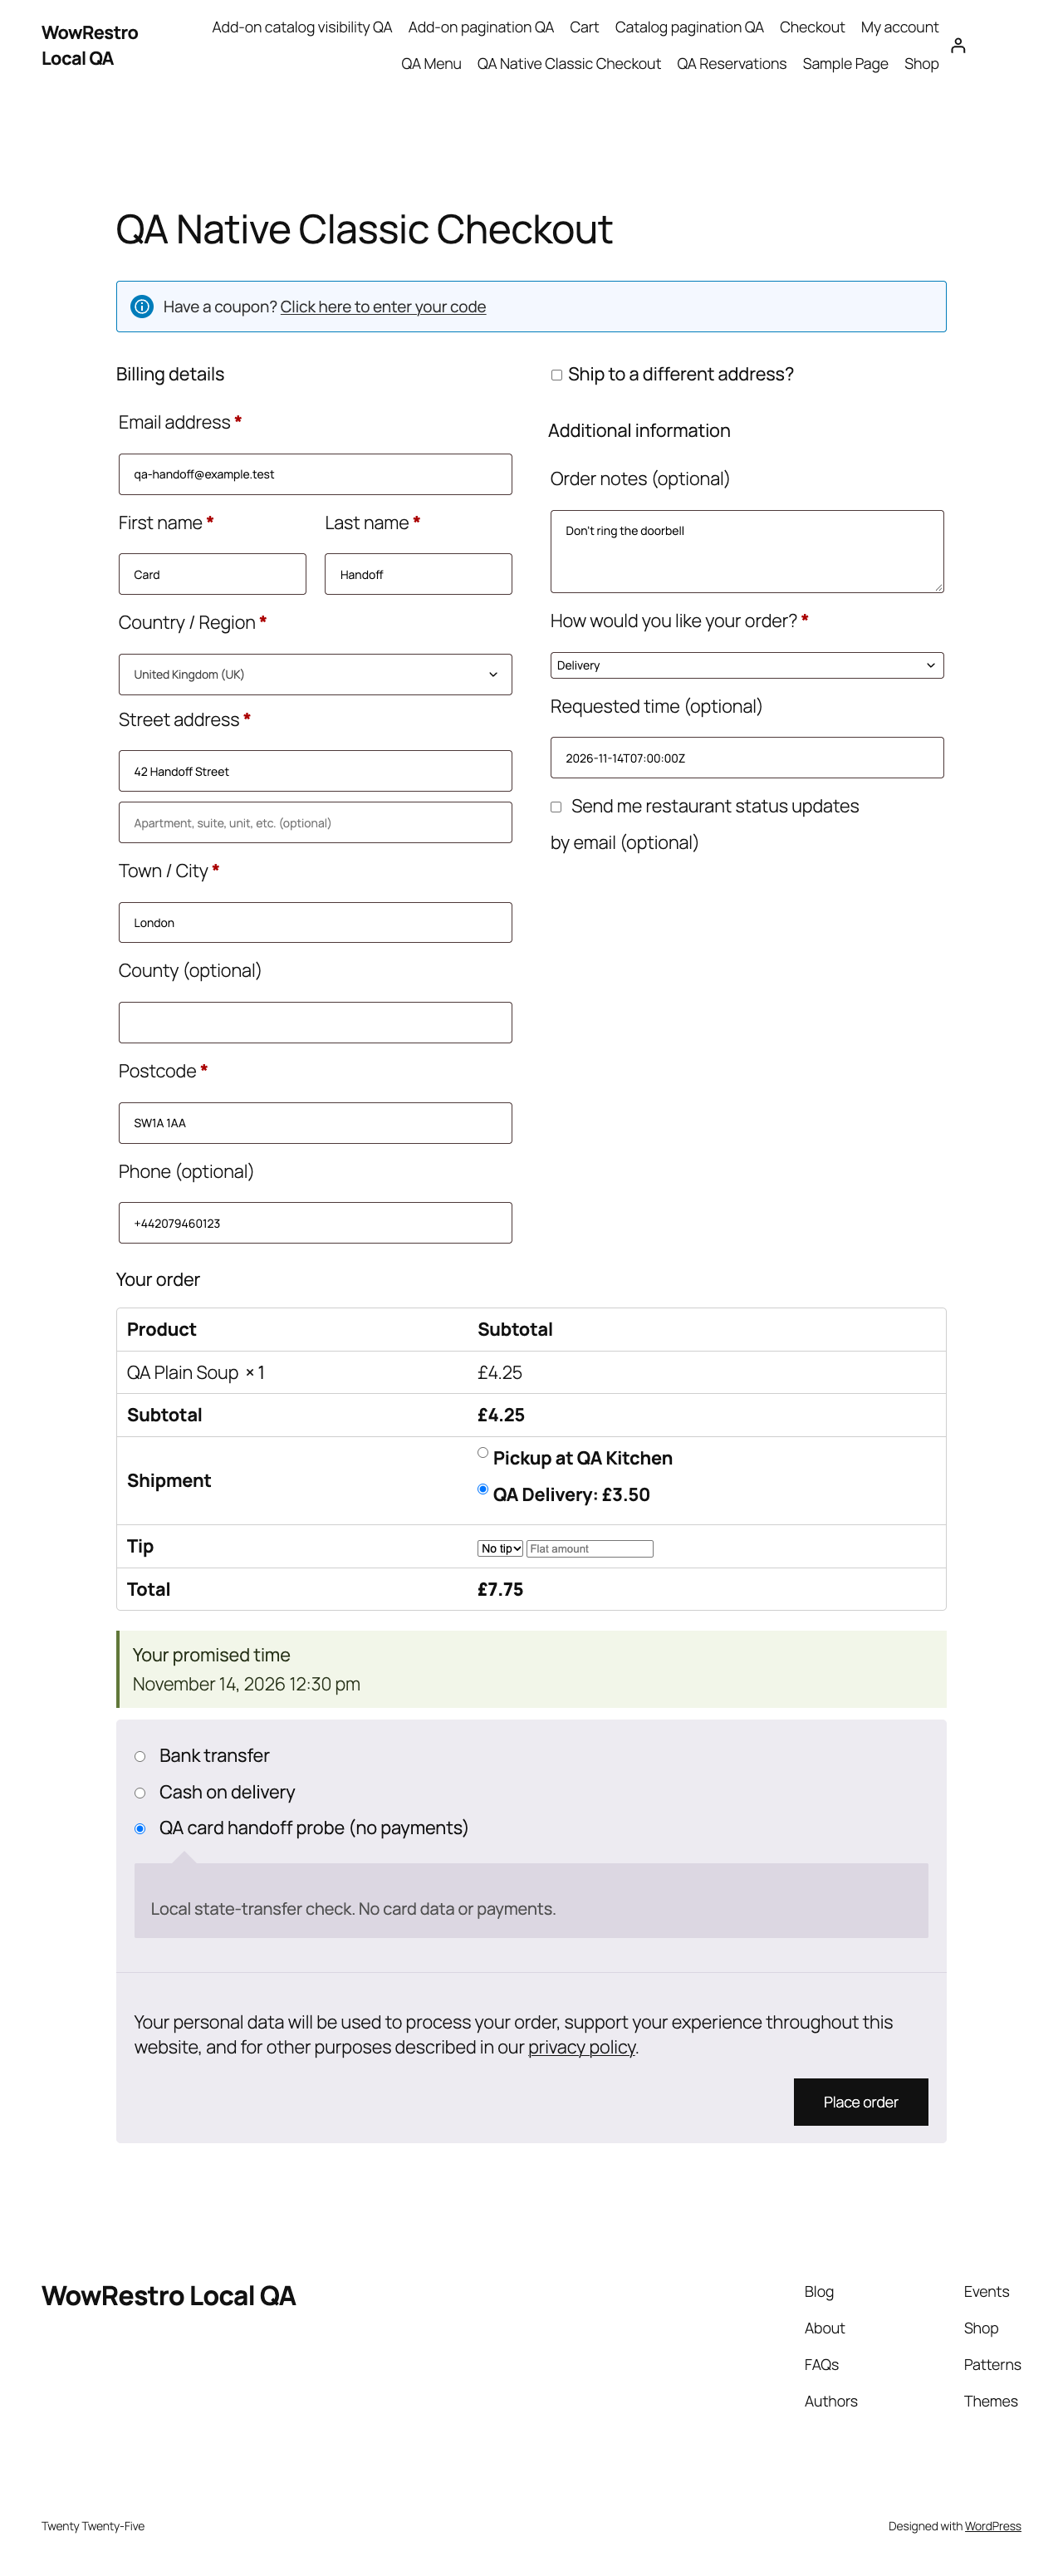 WowRestro
Local QA
Add-on catalog visibility QA Add-on pagination QA Cart Catalog pagination QA Checkout My account
QA Menu QA Native Classic Checkout QA Reservations Sample Page Shop
QA Native Classic Checkout
Have a coupon? Click here to enter your code
Billing details
Email address *
qa-handoff@example.test
First name * Last name *
Card Handoff
Country / Region *
United Kingdom (UK)
Street address *
42 Handoff Street
Apartment, suite, unit, etc. (optional)
Town / City *
London
County (optional)
Postcode *
SW1A 1AA
Phone (optional)
+442079460123
Ship to a different address?
Additional information
Order notes (optional)
Don't ring the doorbell
How would you like your order? *
Delivery
Requested time (optional)
2026-11-14T07:00:00Z
Send me restaurant status updates
by email (optional)
Your order
Product Subtotal
QA Plain Soup × 1 £4.25
Subtotal £4.25
Shipment
Pickup at QA Kitchen
QA Delivery: £3.50
Tip No tip Flat amount
Total £7.75
Your promised time
November 14, 2026 12:30 pm
Bank transfer
Cash on delivery
QA card handoff probe (no payments)
Local state-transfer check. No card data or payments.
Your personal data will be used to process your order, support your experience throughout this
website, and for other purposes described in our privacy policy.
Place order
WowRestro Local QA
Blog
About
FAQs
Authors
Events
Shop
Patterns
Themes
Twenty Twenty-Five
Designed with WordPress